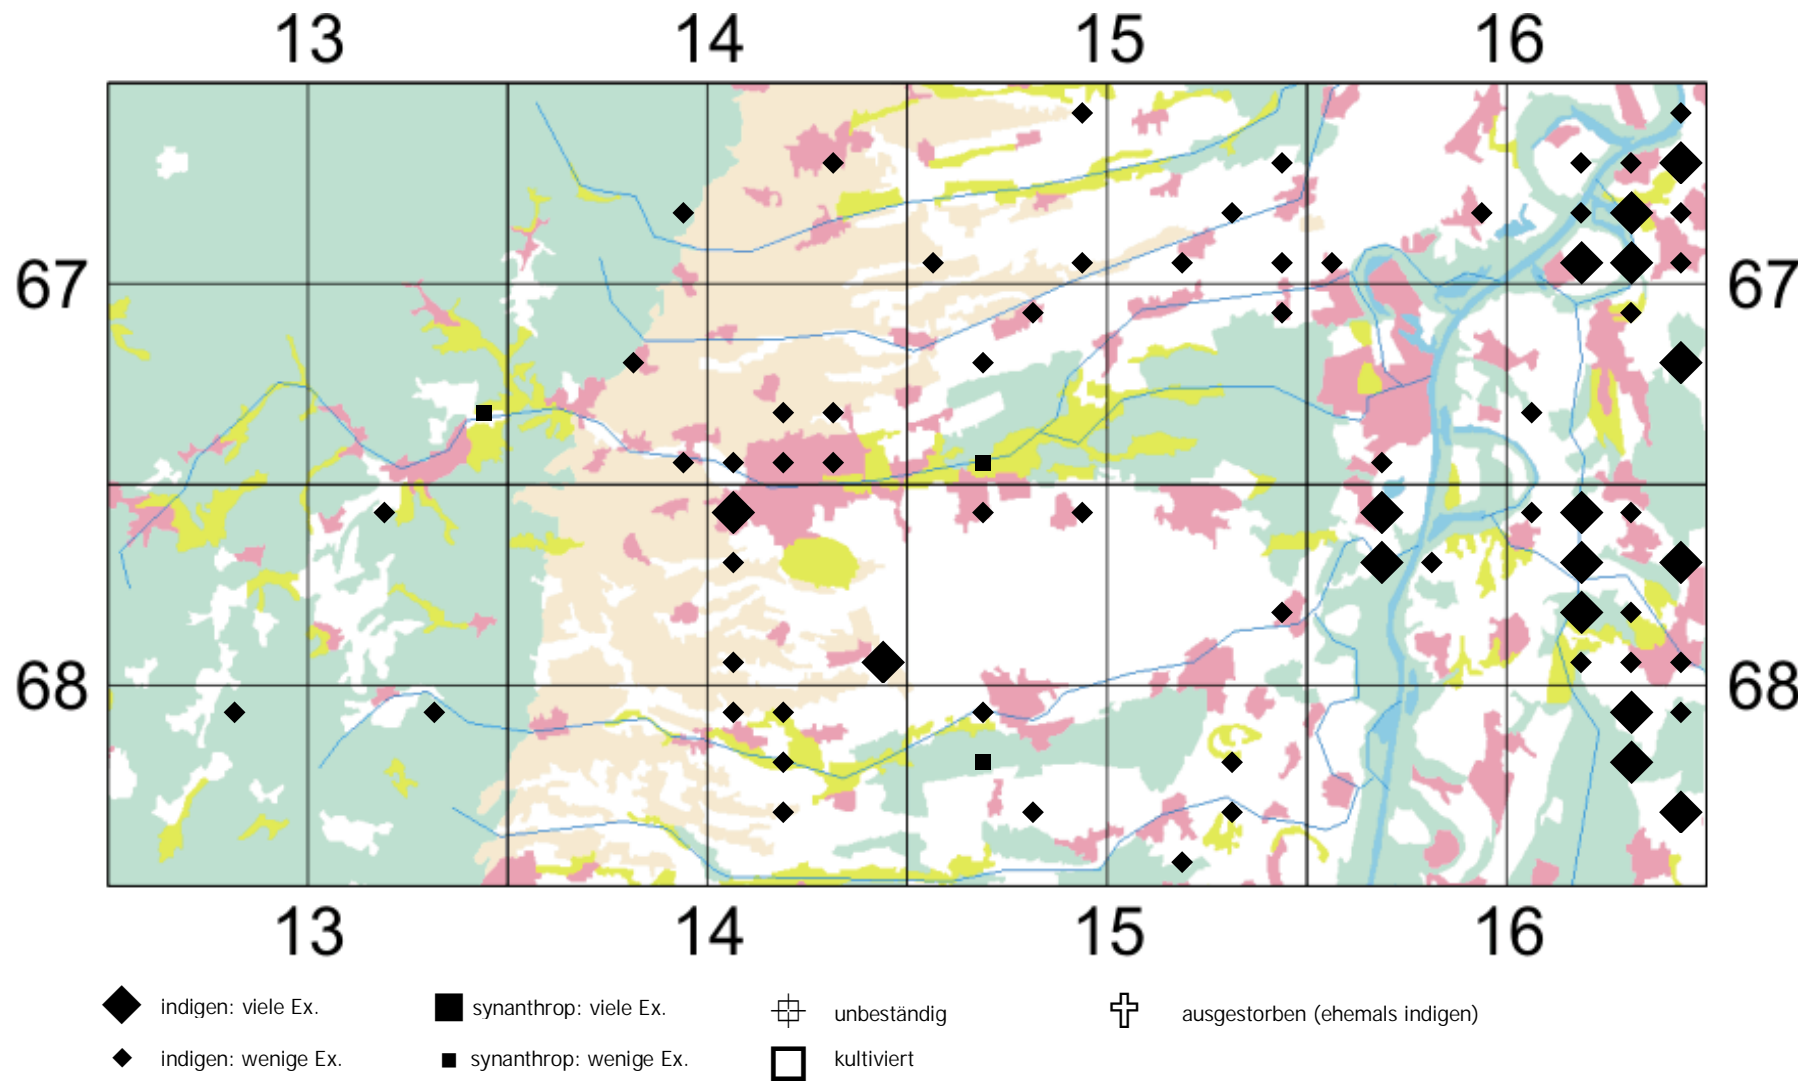 13 14 15 16
67 67
68 68
13 14 15 16
indigen: viele Ex. synanthrop: viele Ex. unbeständig ausgestorben (ehemals indigen)
indigen: wenige Ex. synanthrop: wenige Ex. kultiviert